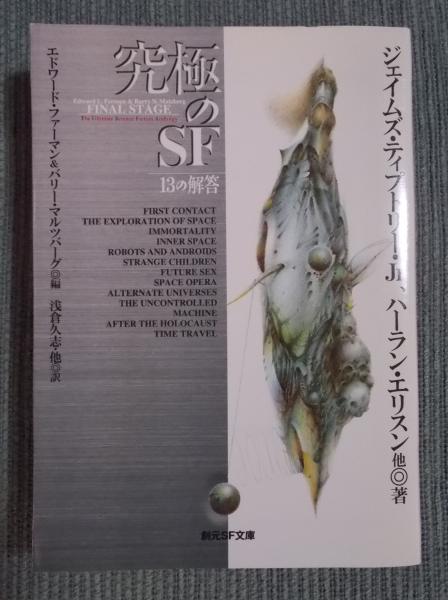 究極
の
SF
Edward L. Ferman & Barry N. Malzberg
FINAL STAGE
The Ultimate Science Fiction Anthology
13の解答
FIRST CONTACT
THE EXPLORATION OF SPACE
IMMORTALITY
INNER SPACE
ROBOTS AND ANDROIDS
STRANGE CHILDREN
FUTURE SEX
SPACE OPERA
ALTERNATE UNIVERSES
THE UNCONTROLLED
MACHINE
AFTER THE HOLOCAUST
TIME TRAVEL
ジェイムズ・ティプトリー・Jr、ハーラン・エリスン他◎著
エドワード・ファーマン&バリー・マルツバーグ◎編 浅倉久志・他◎訳
創元SF文庫